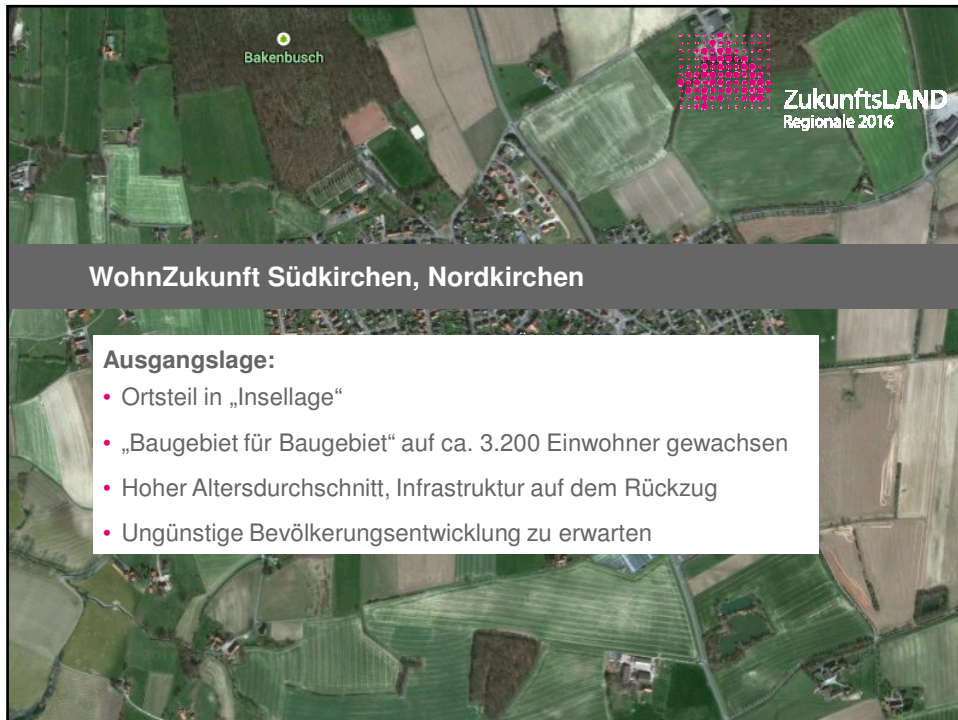 Bakenbusch
ZukunftsLAND
Regionale 2016
WohnZukunft Südkirchen, Nordkirchen
Ausgangslage:
• Ortsteil in „Insellage“
• „Baugebiet für Baugebiet“ auf ca. 3.200 Einwohner gewachsen
• Hoher Altersdurchschnitt, Infrastruktur auf dem Rückzug
• Ungünstige Bevölkerungsentwicklung zu erwarten